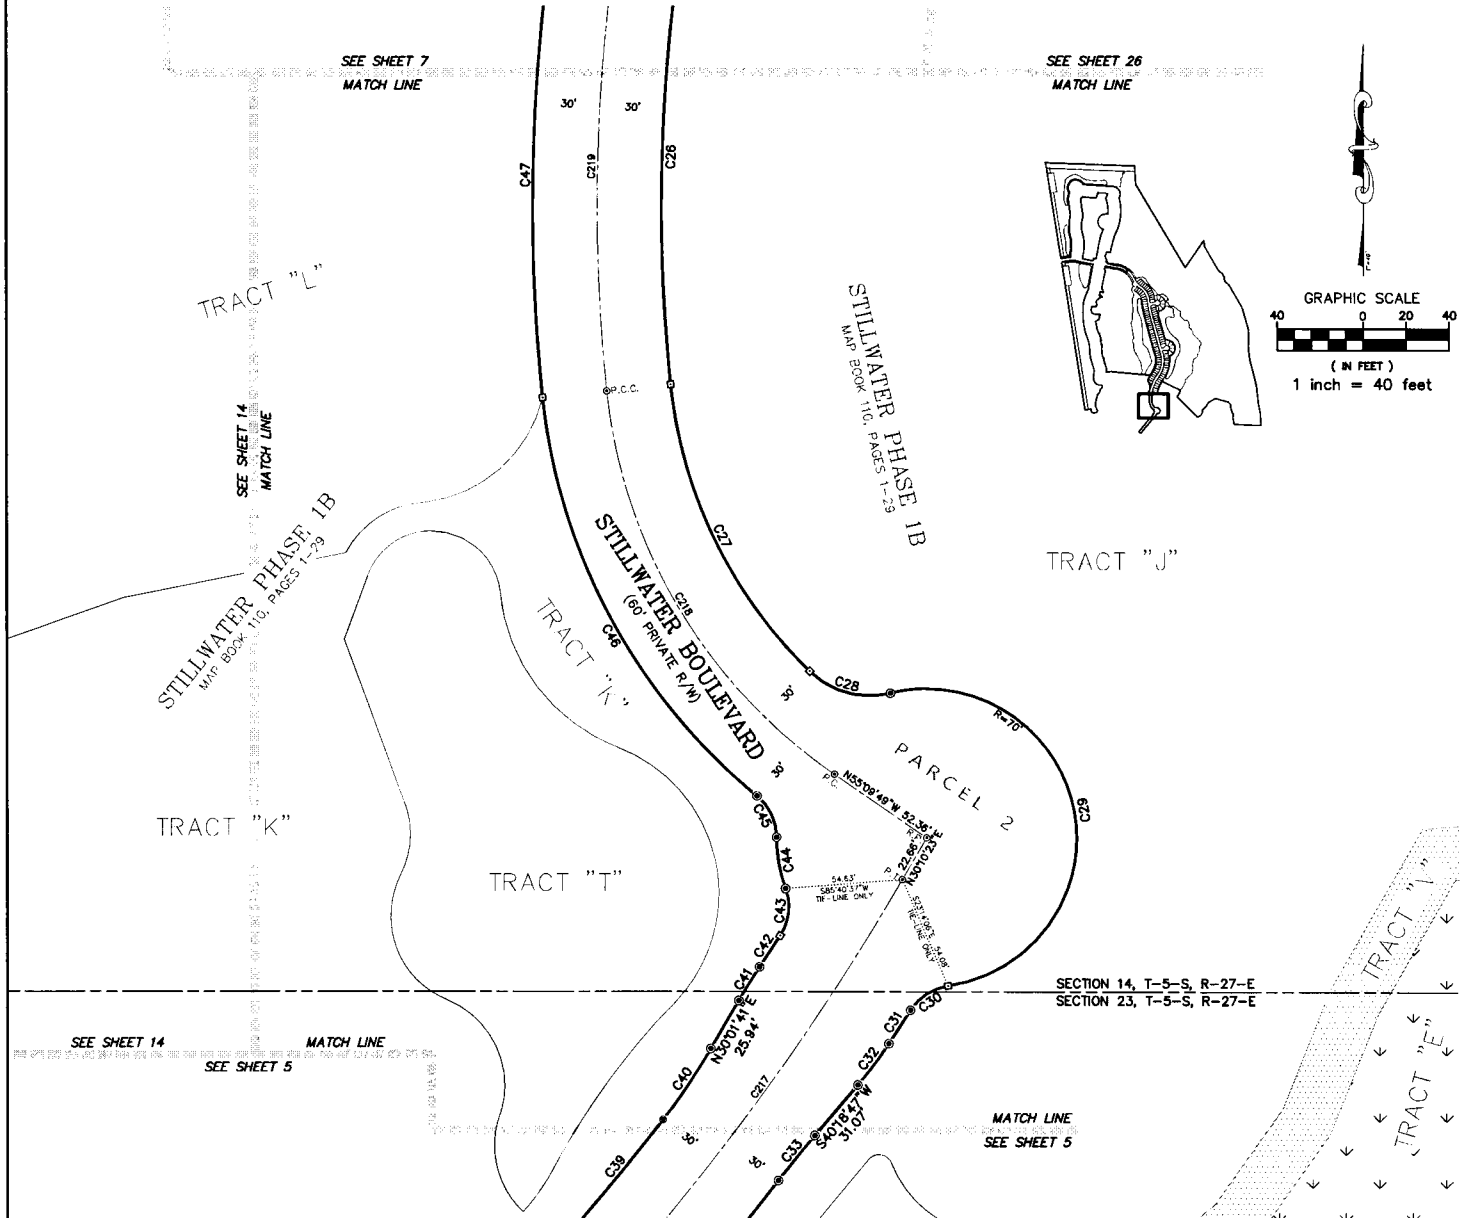 SEE SHEET 7
MATCH LINE
SEE SHEET 26
MATCH LINE
30'
30'
C47
C219
C26
GRAPHIC SCALE
40 0 20 40
( IN FEET )
1 inch = 40 feet
TRACT "L"
STILLWATER PHASE 1B
MAP BOOK 110, PAGES 1-29
P.C.C.
SEE SHEET 14
MATCH LINE
STILLWATER PHASE 1B
MAP BOOK 110, PAGES 1-29
TRACT "J"
C27
STILLWATER BOULEVARD
(60' PRIVATE R/W)
C218
C46
TRACT "K"
C28
30'
R=70'
PARCEL 2
30'
P.C.
N55°09'49"W 52.36'
C29
TRACT "K"
C45
C44
22.66'
N30°10'23"E
TRACT "T"
54.63'
S85°40'37"W
TIE-LINE ONLY
C43
54.08'
TIE-LINE ONLY
C42
C41
C30
SECTION 14, T-5-S, R-27-E
SECTION 23, T-5-S, R-27-E
TRACT "V"
N30°01'41"E
25.94'
C31
C32
SEE SHEET 14
MATCH LINE
SEE SHEET 5
C40
C217
S40°18'47"W
31.07'
MATCH LINE
SEE SHEET 5
TRACT "E"
C33
C39
30'
30'